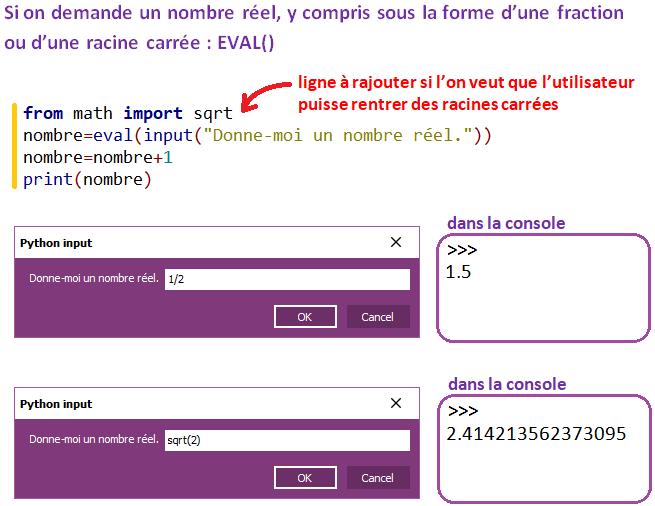 Si on demande un nombre réel, y compris sous la forme d'une fraction
ou d'une racine carrée : EVAL()
ligne à rajouter si l'on veut que l'utilisateur
puisse rentrer des racines carrées
from math import sqrt
nombre=eval(input("Donne-moi un nombre réel."))
nombre=nombre+1
print(nombre)
Python input
Donne-moi un nombre réel. 1/2
OK Cancel
dans la console
>>>
1.5
Python input
Donne-moi un nombre réel. sqrt(2)
OK Cancel
dans la console
>>>
2.414213562373095